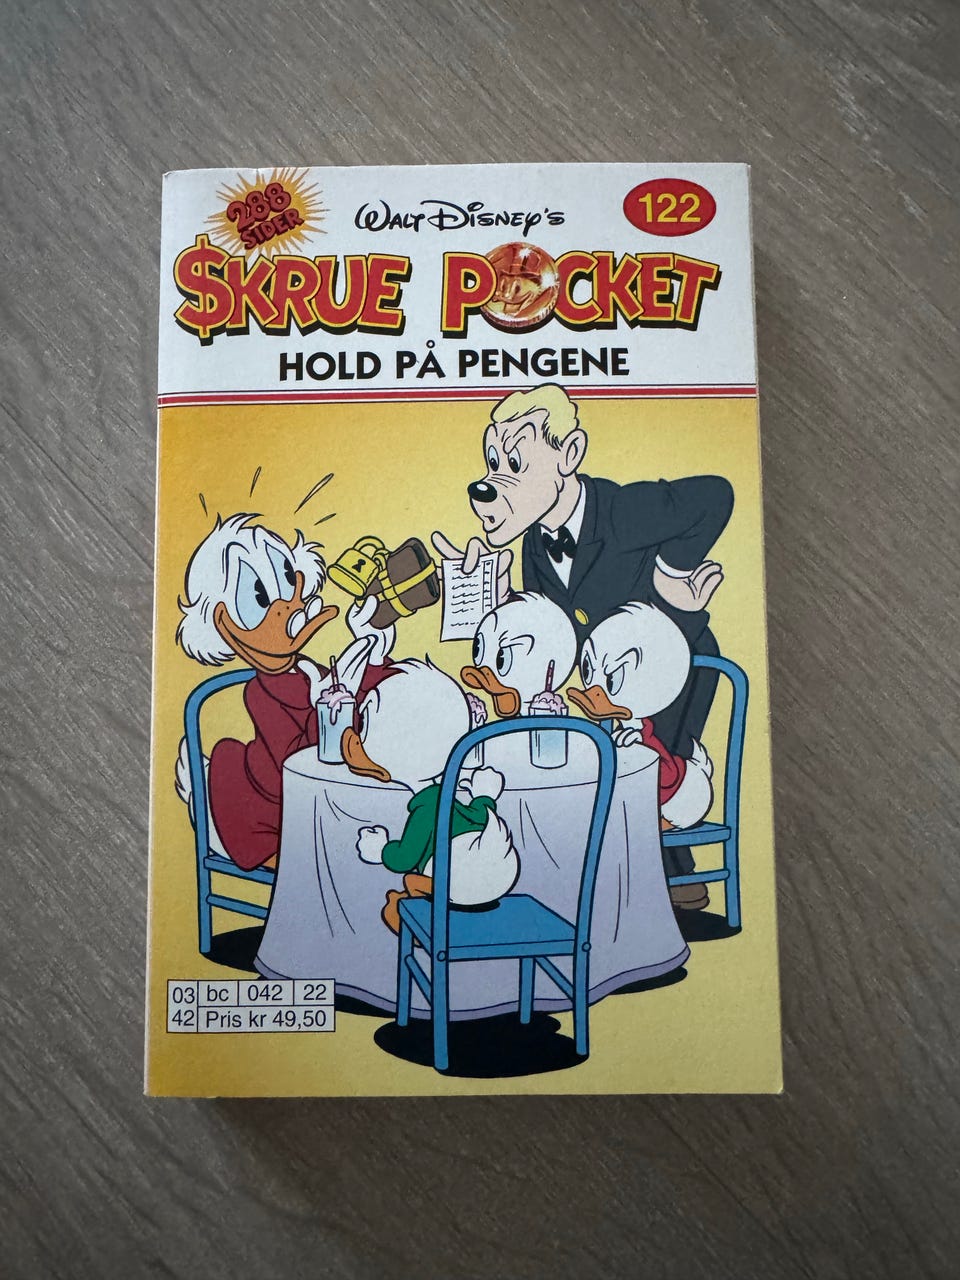 288
SIDER
WALT DISNEY'S
122
$KRUE POCKET
HOLD PÅ PENGENE
03 bc 042 22
42 Pris kr 49,50